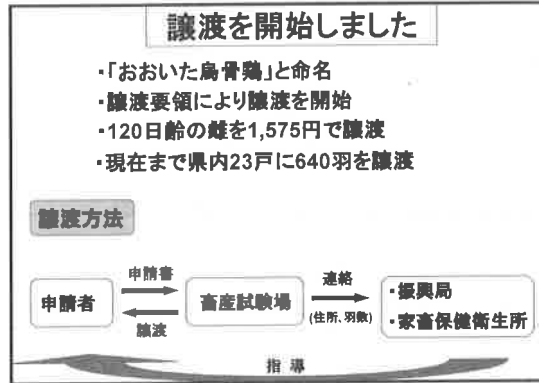 譲渡を開始しました
・「おおいた烏骨鶏」と命名
・譲渡要領により譲渡を開始
・120日齢の雌を1,575円で譲渡
・現在まで県内23戸に640羽を譲渡
譲渡方法
申請者
申請書
譲渡
畜産試験場
連絡
(住所、羽数)
・振興局
・家畜保健衛生所
指導